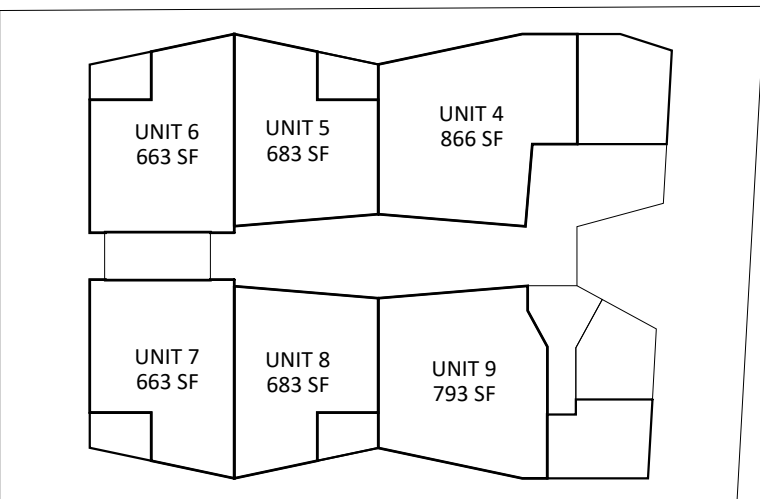 UNIT 6
663 SF
UNIT 5
683 SF
UNIT 4
866 SF
UNIT 7
663 SF
UNIT 8
683 SF
UNIT 9
793 SF